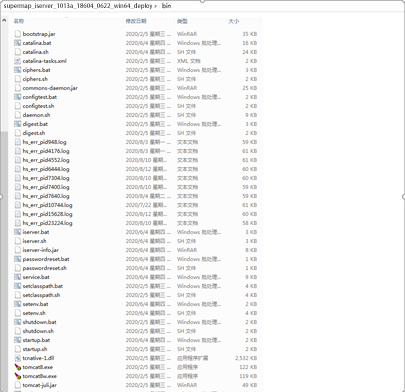 supermap_iserver_1013a_18604_0622_win64_deploy > bin
名称 修改日期 类型 大小
bootstrap.jar 2020/2/5 星期三 ... WinRAR 35 KB
catalina.bat 2020/6/4 星期四 ... Windows 批处理... 16 KB
catalina.sh 2020/6/4 星期四 ... SH 文件 24 KB
catalina-tasks.xml 2020/2/5 星期三 ... XML 文档 2 KB
ciphers.bat 2020/2/5 星期三 ... Windows 批处理... 3 KB
ciphers.sh 2020/2/5 星期三 ... SH 文件 2 KB
commons-daemon.jar 2020/2/5 星期三 ... WinRAR 25 KB
configtest.bat 2020/2/5 星期三 ... Windows 批处理... 2 KB
configtest.sh 2020/2/5 星期三 ... SH 文件 2 KB
daemon.sh 2020/2/5 星期三 ... SH 文件 9 KB
digest.bat 2020/2/5 星期三 ... Windows 批处理... 3 KB
digest.sh 2020/2/5 星期三 ... SH 文件 2 KB
hs_err_pid948.log 2020/8/3 星期一 ... 文本文档 59 KB
hs_err_pid4176.log 2020/8/3 星期一 ... 文本文档 61 KB
hs_err_pid4552.log 2020/8/10 星期... 文本文档 61 KB
hs_err_pid6444.log 2020/8/12 星期... 文本文档 60 KB
hs_err_pid7304.log 2020/8/10 星期... 文本文档 60 KB
hs_err_pid7400.log 2020/8/10 星期... 文本文档 59 KB
hs_err_pid7640.log 2020/8/4 星期二 ... 文本文档 59 KB
hs_err_pid10744.log 2020/7/22 星期... 文本文档 61 KB
hs_err_pid15628.log 2020/8/12 星期... 文本文档 60 KB
hs_err_pid23224.log 2020/8/10 星期... 文本文档 58 KB
iserver.bat 2020/6/4 星期四 ... Windows 批处理... 3 KB
iserver.sh 2020/6/4 星期四 ... SH 文件 3 KB
iserver-info.jar 2020/6/4 星期四 ... WinRAR 8 KB
passwordreset.bat 2020/6/4 星期四 ... Windows 批处理... 1 KB
passwordreset.sh 2020/6/4 星期四 ... SH 文件 1 KB
service.bat 2020/6/4 星期四 ... Windows 批处理... 9 KB
setclasspath.bat 2020/2/5 星期三 ... Windows 批处理... 4 KB
setclasspath.sh 2020/2/5 星期三 ... SH 文件 4 KB
setenv.bat 2020/6/4 星期四 ... Windows 批处理... 2 KB
setenv.sh 2020/6/4 星期四 ... SH 文件 4 KB
shutdown.bat 2020/6/4 星期四 ... Windows 批处理... 2 KB
shutdown.sh 2020/2/5 星期三 ... SH 文件 2 KB
startup.bat 2020/6/4 星期四 ... Windows 批处理... 3 KB
startup.sh 2020/2/5 星期三 ... SH 文件 2 KB
tcnative-1.dll 2020/2/5 星期三 ... 应用程序扩展 2,532 KB
tomcat8.exe 2020/2/5 星期三 ... 应用程序 122 KB
tomcat8w.exe 2020/2/5 星期三 ... 应用程序 119 KB
tomcat-juli.jar 2020/2/5 星期三 ... WinRAR 49 KB